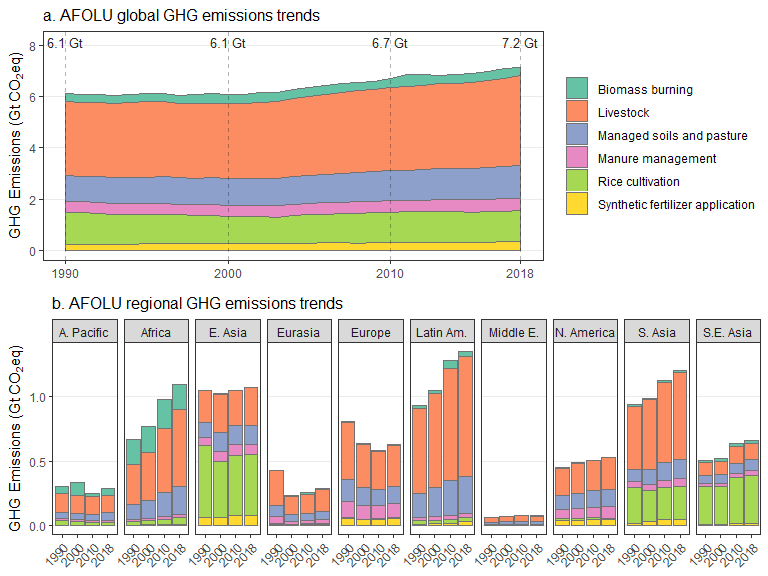 a. AFOLU global GHG emissions trends
GHG Emissions (Gt CO2eq)
8
6
4
2
0
6.1 Gt
6.1 Gt
6.7 Gt
7.2 Gt
1990
2000
2010
2018
Biomass burning
Livestock
Managed soils and pasture
Manure management
Rice cultivation
Synthetic fertilizer application
b. AFOLU regional GHG emissions trends
GHG Emissions (Gt CO2eq)
A. Pacific
Africa
E. Asia
Eurasia
Europe
Latin Am.
Middle E.
N. America
S. Asia
S.E. Asia
1.0
0.5
0.0
1990 2000 2010 2018
1990 2000 2010 2018
1990 2000 2010 2018
1990 2000 2010 2018
1990 2000 2010 2018
1990 2000 2010 2018
1990 2000 2010 2018
1990 2000 2010 2018
1990 2000 2010 2018
1990 2000 2010 2018